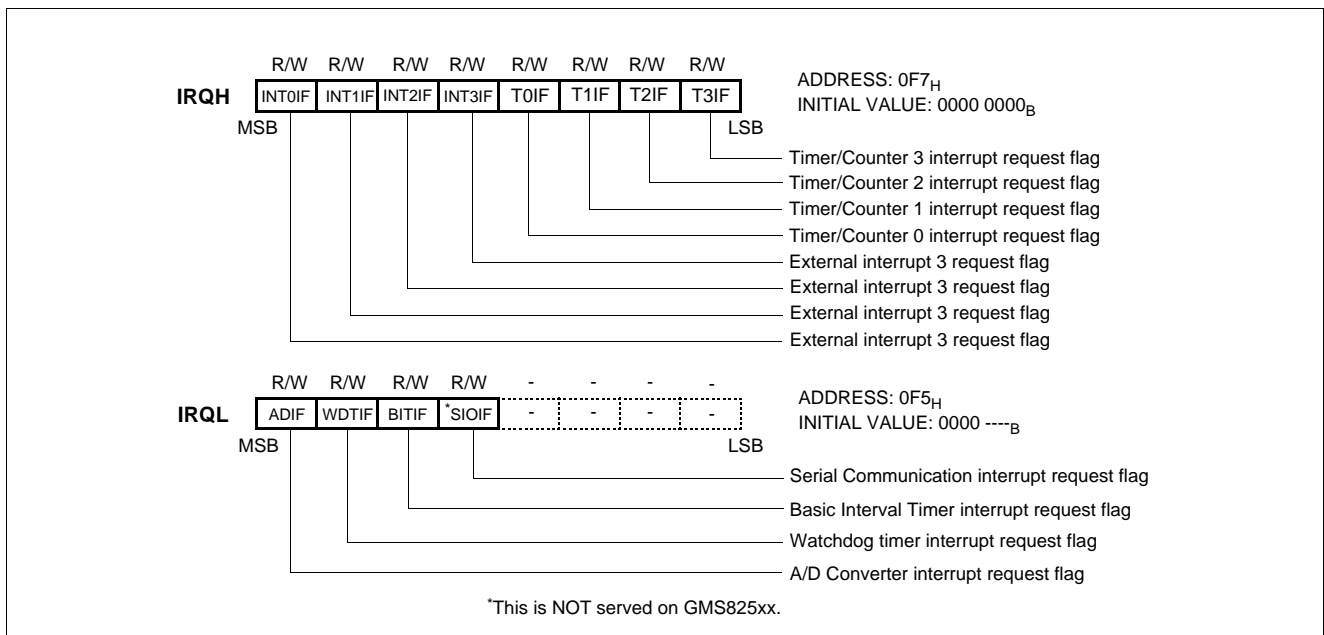 R/W R/W R/W R/W R/W R/W R/W R/W
IRQH INT0IF INT1IF INT2IF INT3IF T0IF T1IF T2IF T3IF
ADDRESS: 0F7H
INITIAL VALUE: 0000 0000B
MSB LSB
Timer/Counter 3 interrupt request flag
Timer/Counter 2 interrupt request flag
Timer/Counter 1 interrupt request flag
Timer/Counter 0 interrupt request flag
External interrupt 3 request flag
External interrupt 3 request flag
External interrupt 3 request flag
External interrupt 3 request flag
R/W R/W R/W R/W - - - -
IRQL ADIF WDTIF BITIF *SIOIF - - - -
ADDRESS: 0F5H
INITIAL VALUE: 0000 ----B
MSB LSB
Serial Communication interrupt request flag
Basic Interval Timer interrupt request flag
Watchdog timer interrupt request flag
A/D Converter interrupt request flag
*This is NOT served on GMS825xx.